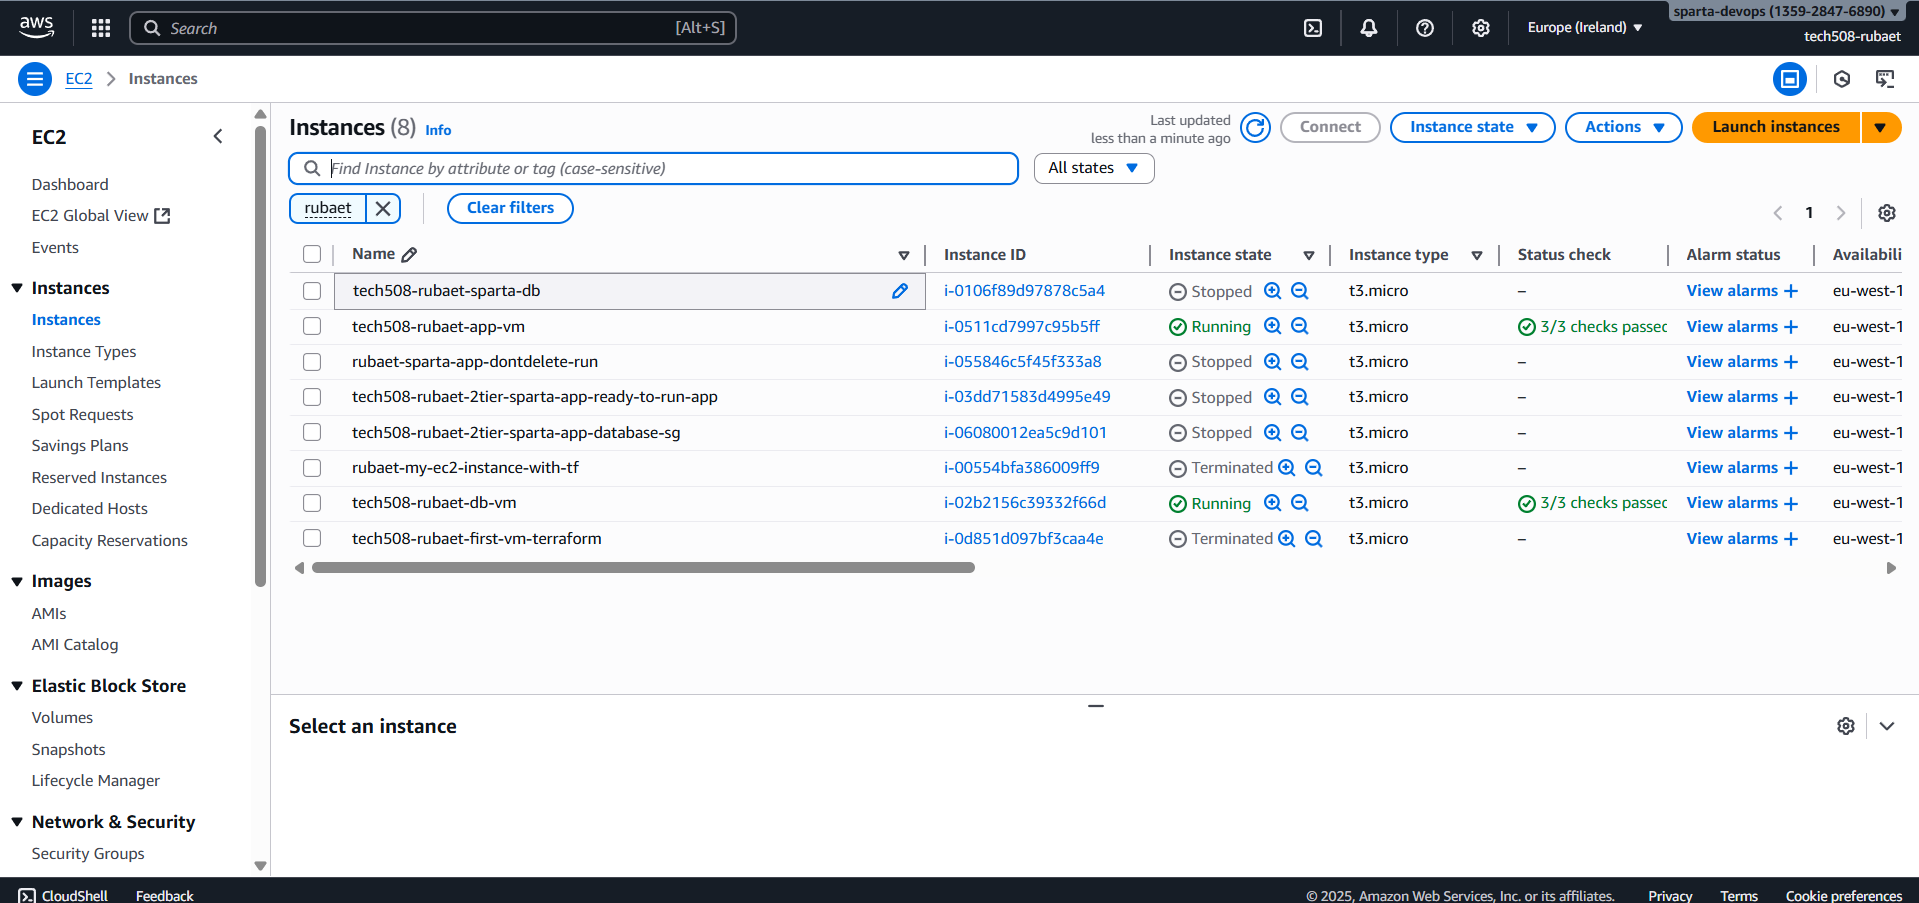 aws
Search [Alt+S]
Europe (Ireland)
sparta-devops (1359-2847-6890)
tech508-rubaet
EC2 Instances
EC2
Dashboard
EC2 Global View
Events
Instances
Instances
Instance Types
Launch Templates
Spot Requests
Savings Plans
Reserved Instances
Dedicated Hosts
Capacity Reservations
Images
AMIs
AMI Catalog
Elastic Block Store
Volumes
Snapshots
Lifecycle Manager
Network & Security
Security Groups
Instances (8) Info
Last updated
less than a minute ago
Connect Instance state Actions Launch instances
Find Instance by attribute or tag (case-sensitive) All states
rubaet Clear filters
1
Name Instance ID Instance state Instance type Status check Alarm status Availabili
tech508-rubaet-sparta-db i-0106f89d97878c5a4 Stopped t3.micro – View alarms + eu-west-1
tech508-rubaet-app-vm i-0511cd7997c95b5ff Running t3.micro 3/3 checks passec View alarms + eu-west-1
rubaet-sparta-app-dontdelete-run i-055846c5f45f333a8 Stopped t3.micro – View alarms + eu-west-1
tech508-rubaet-2tier-sparta-app-ready-to-run-app i-03dd71583d4995e49 Stopped t3.micro – View alarms + eu-west-1
tech508-rubaet-2tier-sparta-app-database-sg i-06080012ea5c9d101 Stopped t3.micro – View alarms + eu-west-1
rubaet-my-ec2-instance-with-tf i-00554bfa386009ff9 Terminated t3.micro – View alarms + eu-west-1
tech508-rubaet-db-vm i-02b2156c39332f66d Running t3.micro 3/3 checks passec View alarms + eu-west-1
tech508-rubaet-first-vm-terraform i-0d851d097bf3caa4e Terminated t3.micro – View alarms + eu-west-1
Select an instance
CloudShell Feedback © 2025, Amazon Web Services, Inc. or its affiliates. Privacy Terms Cookie preferences